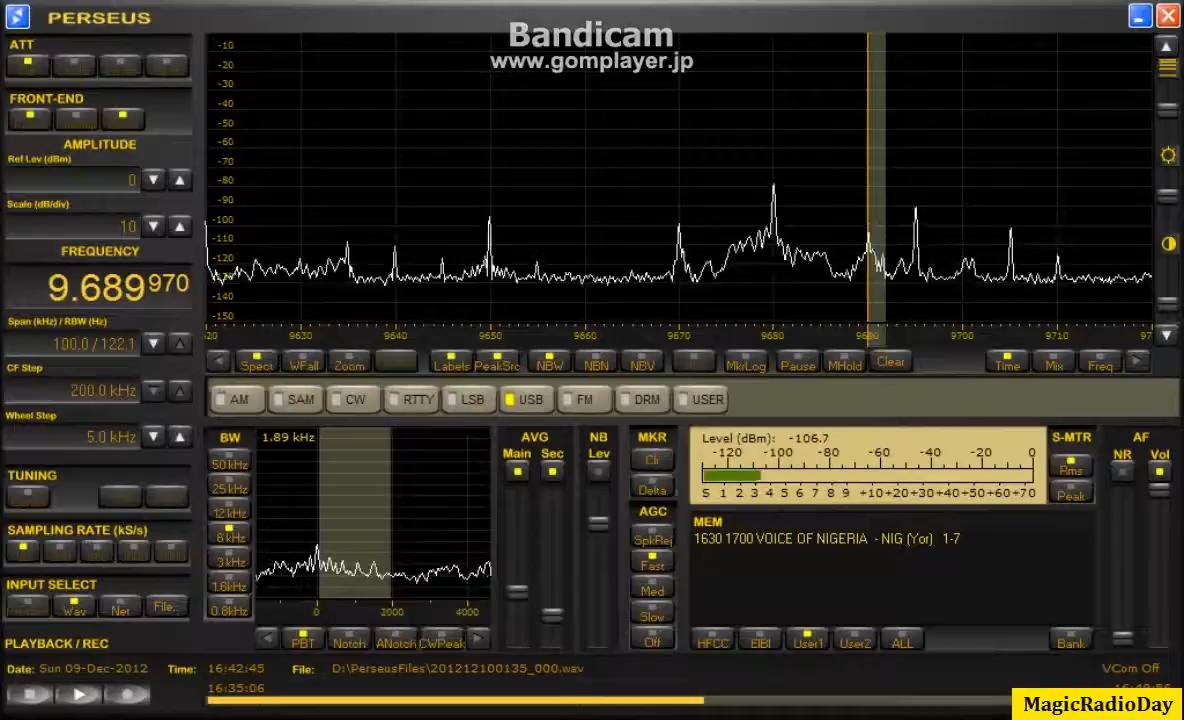 PERSEUS
Bandicam
www.gomplayer.jp
ATT
FRONT-END
AMPLITUDE
Ref Lev (dBm)
0
Scale (dB/div)
10
FREQUENCY
9.689970
Span (kHz) / RBW (Hz)
100.0 / 122.1
CF Step
200.0 kHz
Wheel Step
5.0 kHz
TUNING
SAMPLING RATE (kS/s)
INPUT SELECT
Wav Net File..
PLAYBACK / REC
-10
-20
-30
-40
-50
-60
-70
-80
-90
-100
-110
-120
-130
-140
-150
9630 9640 9650 9660 9670 9680 9690 9700 9710
Spect WFall Zoom Labels PeakSrc NBW NBN NBV MkrLog Pause MHold Clear Time Mix Freq
AM SAM CW RTTY LSB USB FM DRM USER
BW
50 kHz
25 kHz
12 kHz
6 kHz
3 kHz
1.6kHz
0.8kHz
1.89 kHz
0 2000 4000
PBT Notch ANotch CWPeak
AVG
Main Sec
NB
Lev
MKR
Clr
Delta
AGC
SpkRej
Fast
Med
Slow
Off
Level (dBm): -106.7
-120 -100 -80 -60 -40 -20 0
S 1 2 3 4 5 6 7 8 9 +10+20+30+40+50+60+70
S-MTR
Rms
Peak
AF
NR Vol
MEM
1630 1700 VOICE OF NIGERIA - NIG (Yor) 1-7
HFCC EIBI User1 User2 ALL Bank
Date: Sun 09-Dec-2012 Time: 16:42:45 File: D:\PerseusFiles\201212100135_000.wav VCom Off
16:35:06
MagicRadioDay